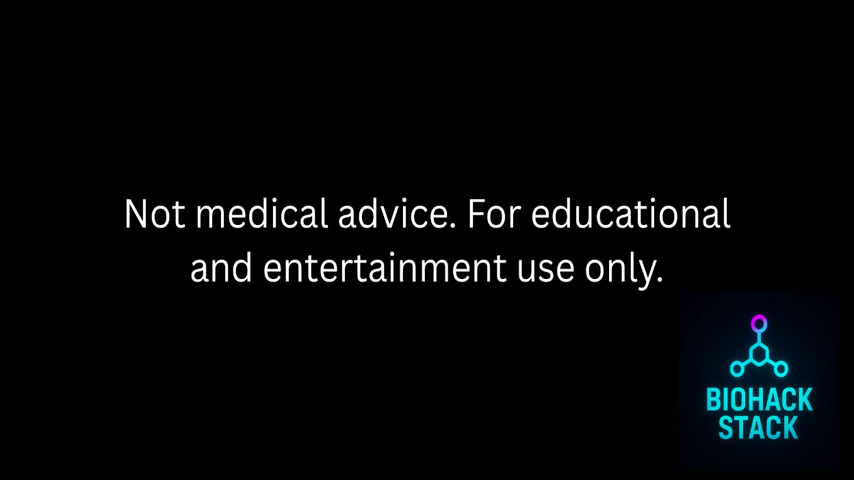 Not medical advice. For educational
and entertainment use only.
BIOHACK
STACK